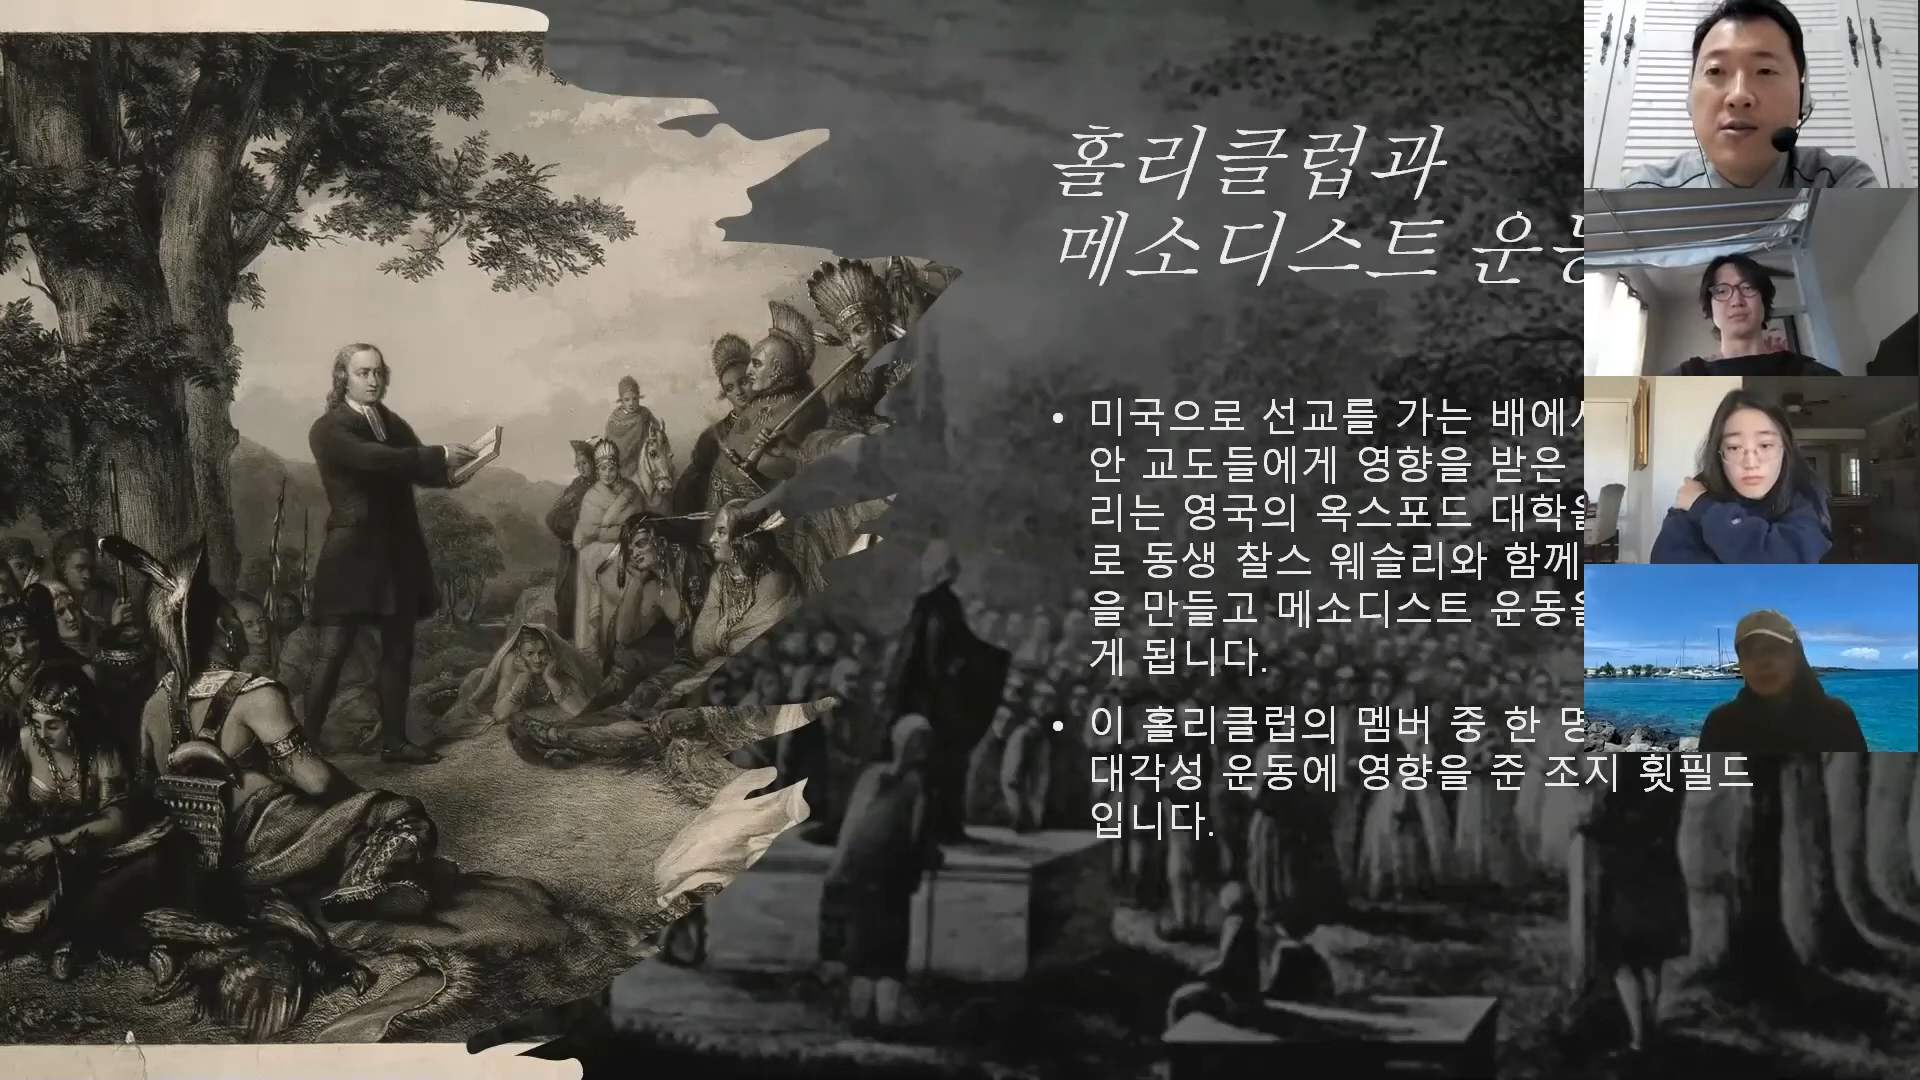 홀리클럽과
메소디스트
미국으로 선교를 가는 배에서
안 교도들에게 영향을 받은
리는 영국의 옥스포드 대학을
로 동생 찰스 웨슬리와 함께
을 만들고 메소디스트 운동을
게 됩니다.
이 홀리클럽의 멤버 중 한
대각성 운동에 영향을 준 조지 휫필드
입니다.